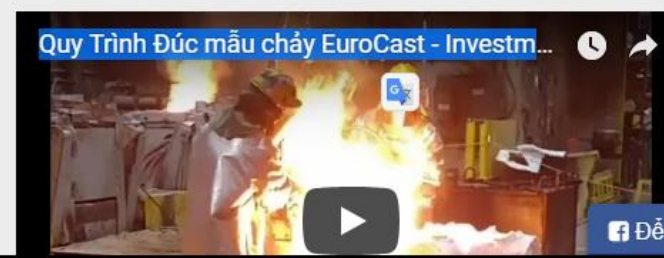 Quy Trình Đúc mẫu chảy EuroCast - Investm...
Để